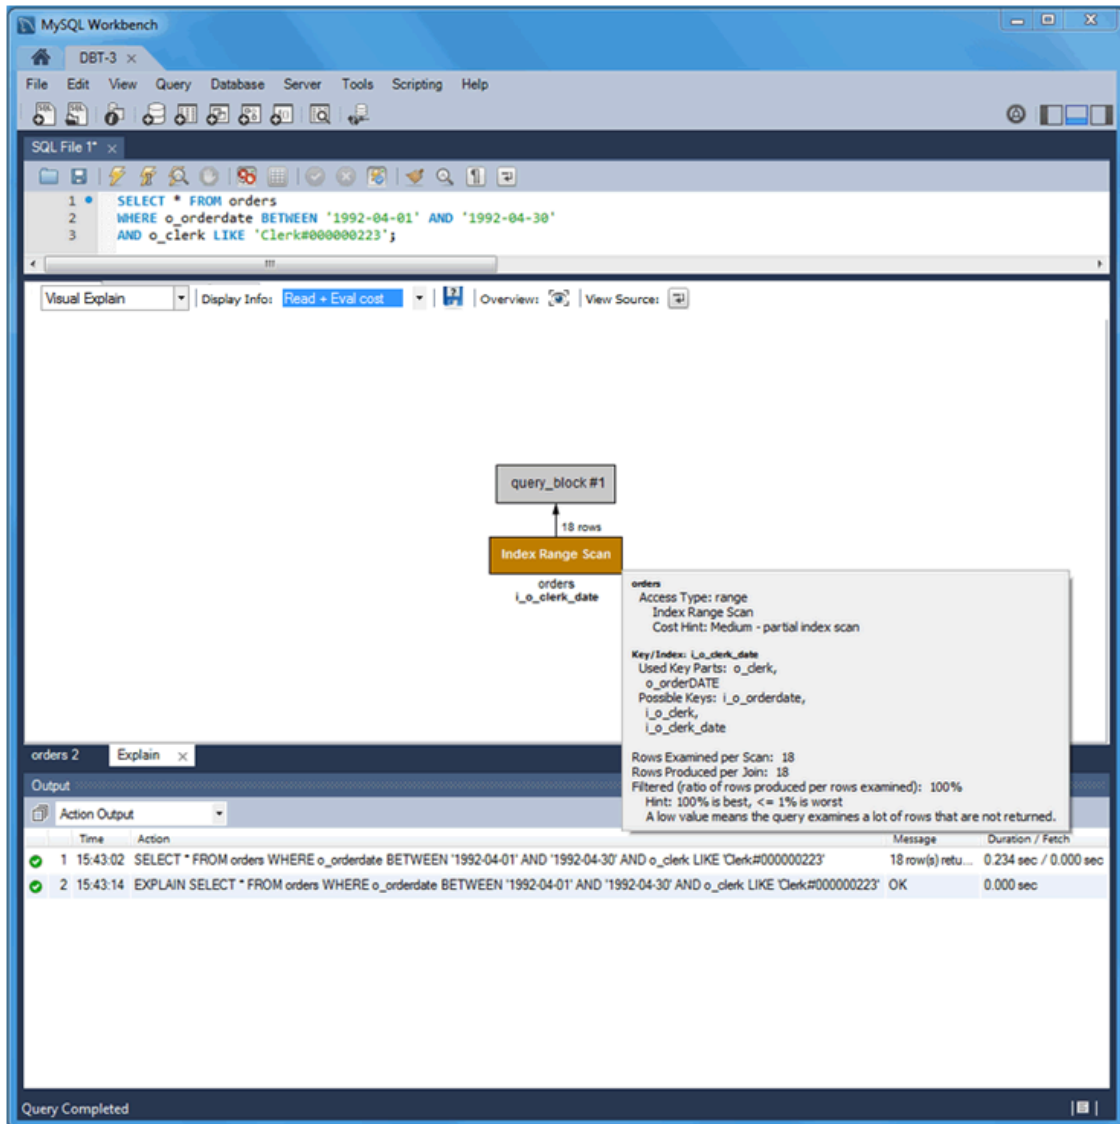 MySQL Workbench
DBT-3
File Edit View Query Database Server Tools Scripting Help
SQL File 1*
1 SELECT * FROM orders
2 WHERE o_orderdate BETWEEN '1992-04-01' AND '1992-04-30'
3 AND o_clerk LIKE 'Clerk#000000223';
Visual Explain Display Info: Read + Eval cost Overview: View Source:
query_block #1
18 rows
Index Range Scan
orders
i_o_clerk_date
orders
Access Type: range
Index Range Scan
Cost Hint: Medium - partial index scan
Key/Index: i_o_clerk_date
Used Key Parts: o_clerk,
o_orderDATE
Possible Keys: i_o_orderdate,
i_o_clerk,
i_o_clerk_date
Rows Examined per Scan: 18
Rows Produced per Join: 18
Filtered (ratio of rows produced per rows examined): 100%
Hint: 100% is best, <= 1% is worst
A low value means the query examines a lot of rows that are not returned.
orders 2 Explain
Output
Action Output
Time Action Message Duration / Fetch
1 15:43:02 SELECT * FROM orders WHERE o_orderdate BETWEEN '1992-04-01' AND '1992-04-30' AND o_clerk LIKE 'Clerk#000000223' 18 row(s) retu... 0.234 sec / 0.000 sec
2 15:43:14 EXPLAIN SELECT * FROM orders WHERE o_orderdate BETWEEN '1992-04-01' AND '1992-04-30' AND o_clerk LIKE 'Clerk#000000223' OK 0.000 sec
Query Completed